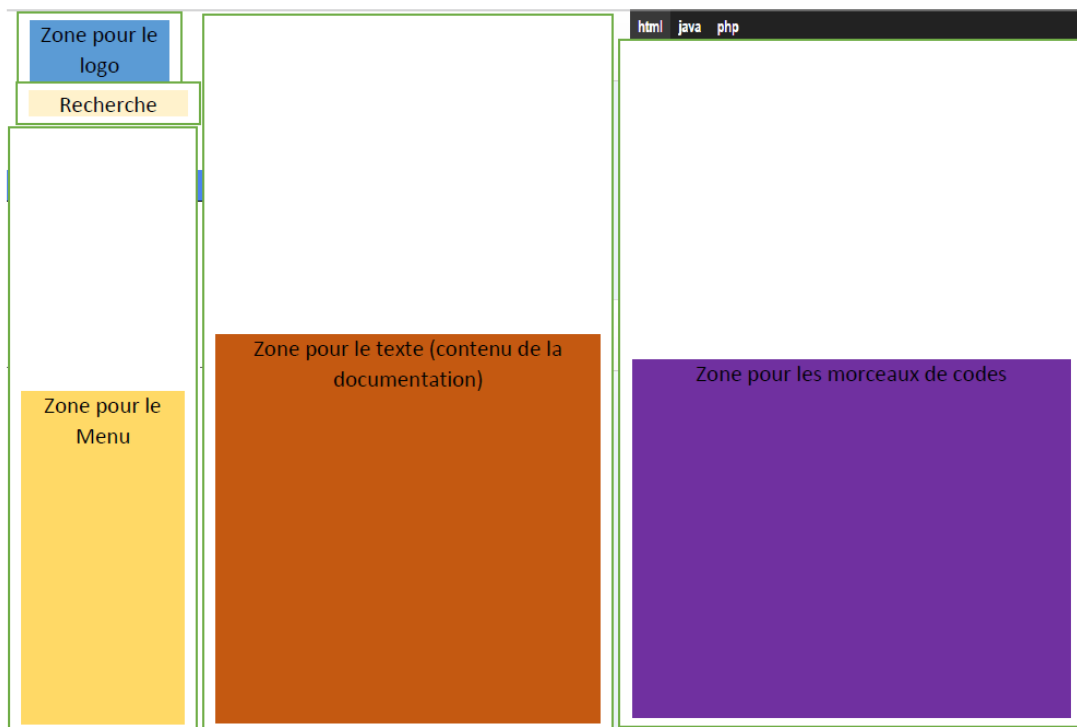 Zone pour le
logo
Recherche
Zone pour le
Menu
Zone pour le texte (contenu de la
documentation)
html java php
Zone pour les morceaux de codes